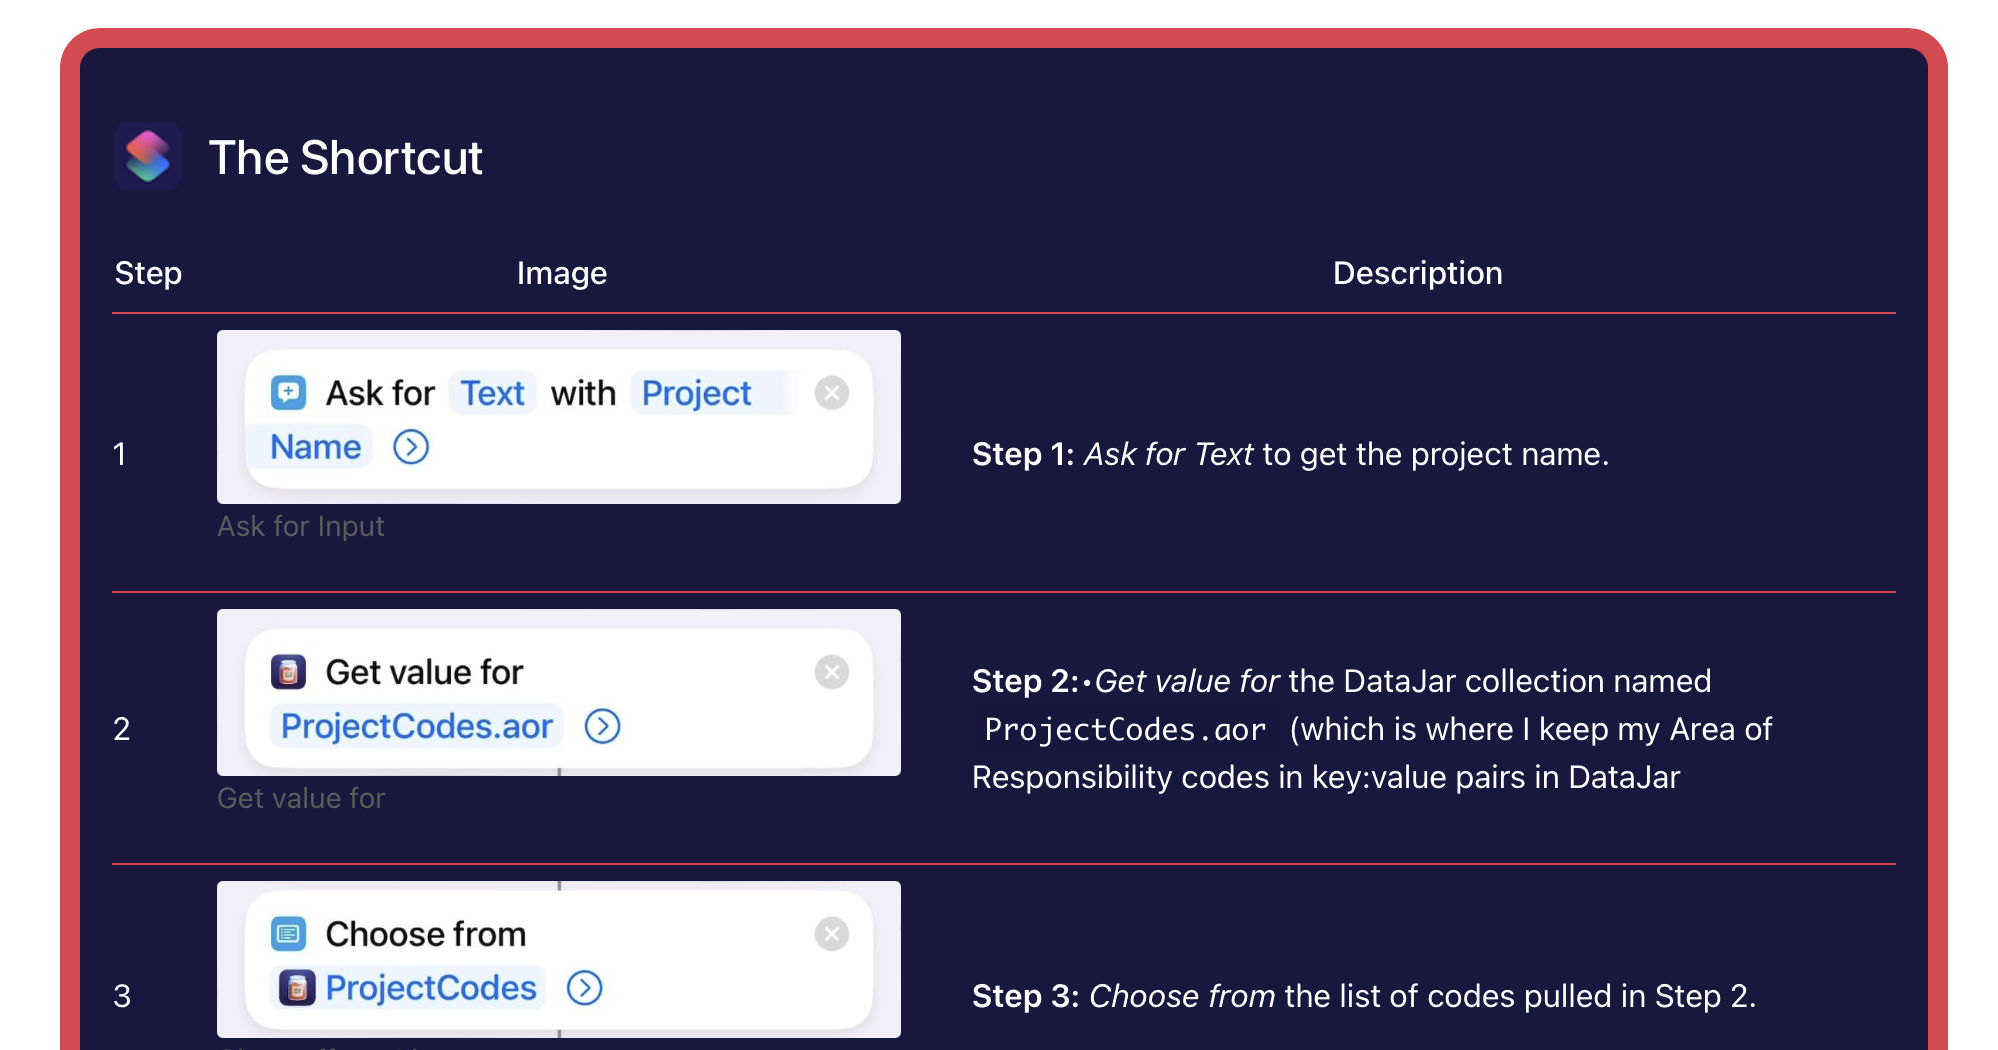 The Shortcut
Step Image Description
1
Ask for Text with Project
Name
Ask for Input
Step 1: Ask for Text to get the project name.
2
Get value for
ProjectCodes.aor
Get value for
Step 2:•Get value for the DataJar collection named
ProjectCodes.aor (which is where I keep my Area of
Responsibility codes in key:value pairs in DataJar
3
Choose from
ProjectCodes
Step 3: Choose from the list of codes pulled in Step 2.